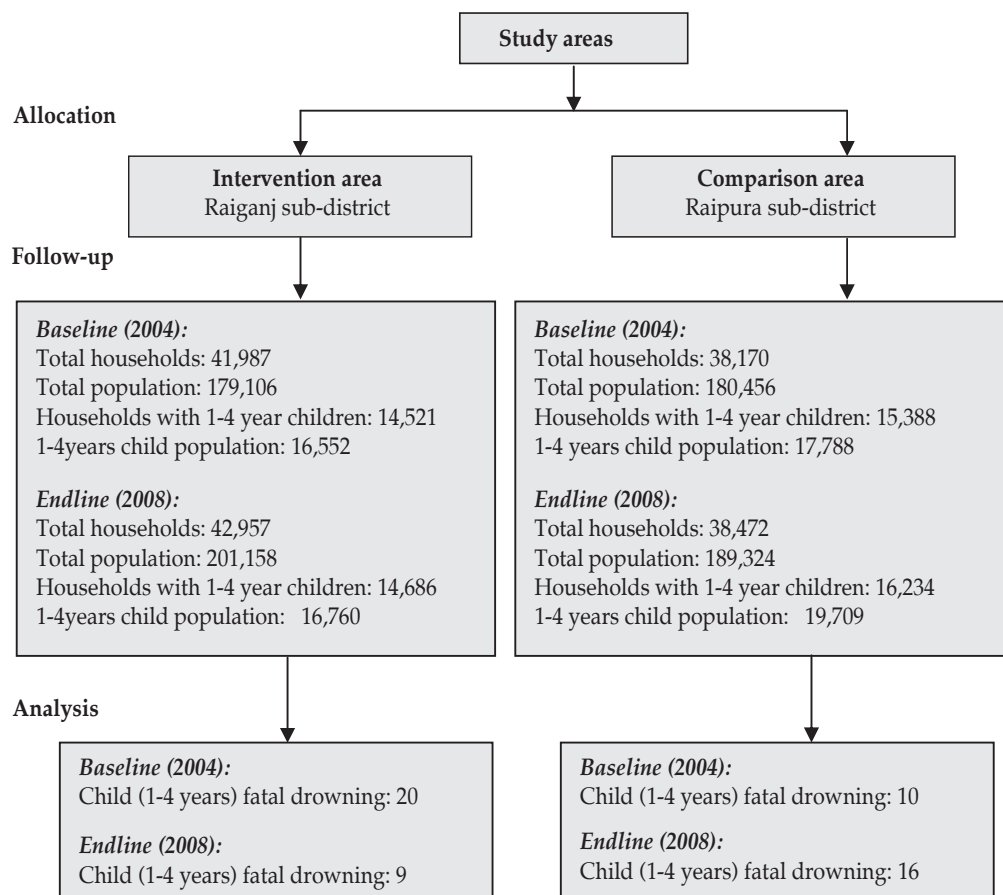 Study areas
Allocation
Intervention area
Raiganj sub-district
Comparison area
Raipura sub-district
Follow-up
Baseline (2004):
Total households: 41,987
Total population: 179,106
Households with 1-4 year children: 14,521
1-4years child population: 16,552
Endline (2008):
Total households: 42,957
Total population: 201,158
Households with 1-4 year children: 14,686
1-4years child population: 16,760
Baseline (2004):
Total households: 38,170
Total population: 180,456
Households with 1-4 year children: 15,388
1-4 years child population: 17,788
Endline (2008):
Total households: 38,472
Total population: 189,324
Households with 1-4 year children: 16,234
1-4 years child population: 19,709
Analysis
Baseline (2004):
Child (1-4 years) fatal drowning: 20
Endline (2008):
Child (1-4 years) fatal drowning: 9
Baseline (2004):
Child (1-4 years) fatal drowning: 10
Endline (2008):
Child (1-4 years) fatal drowning: 16